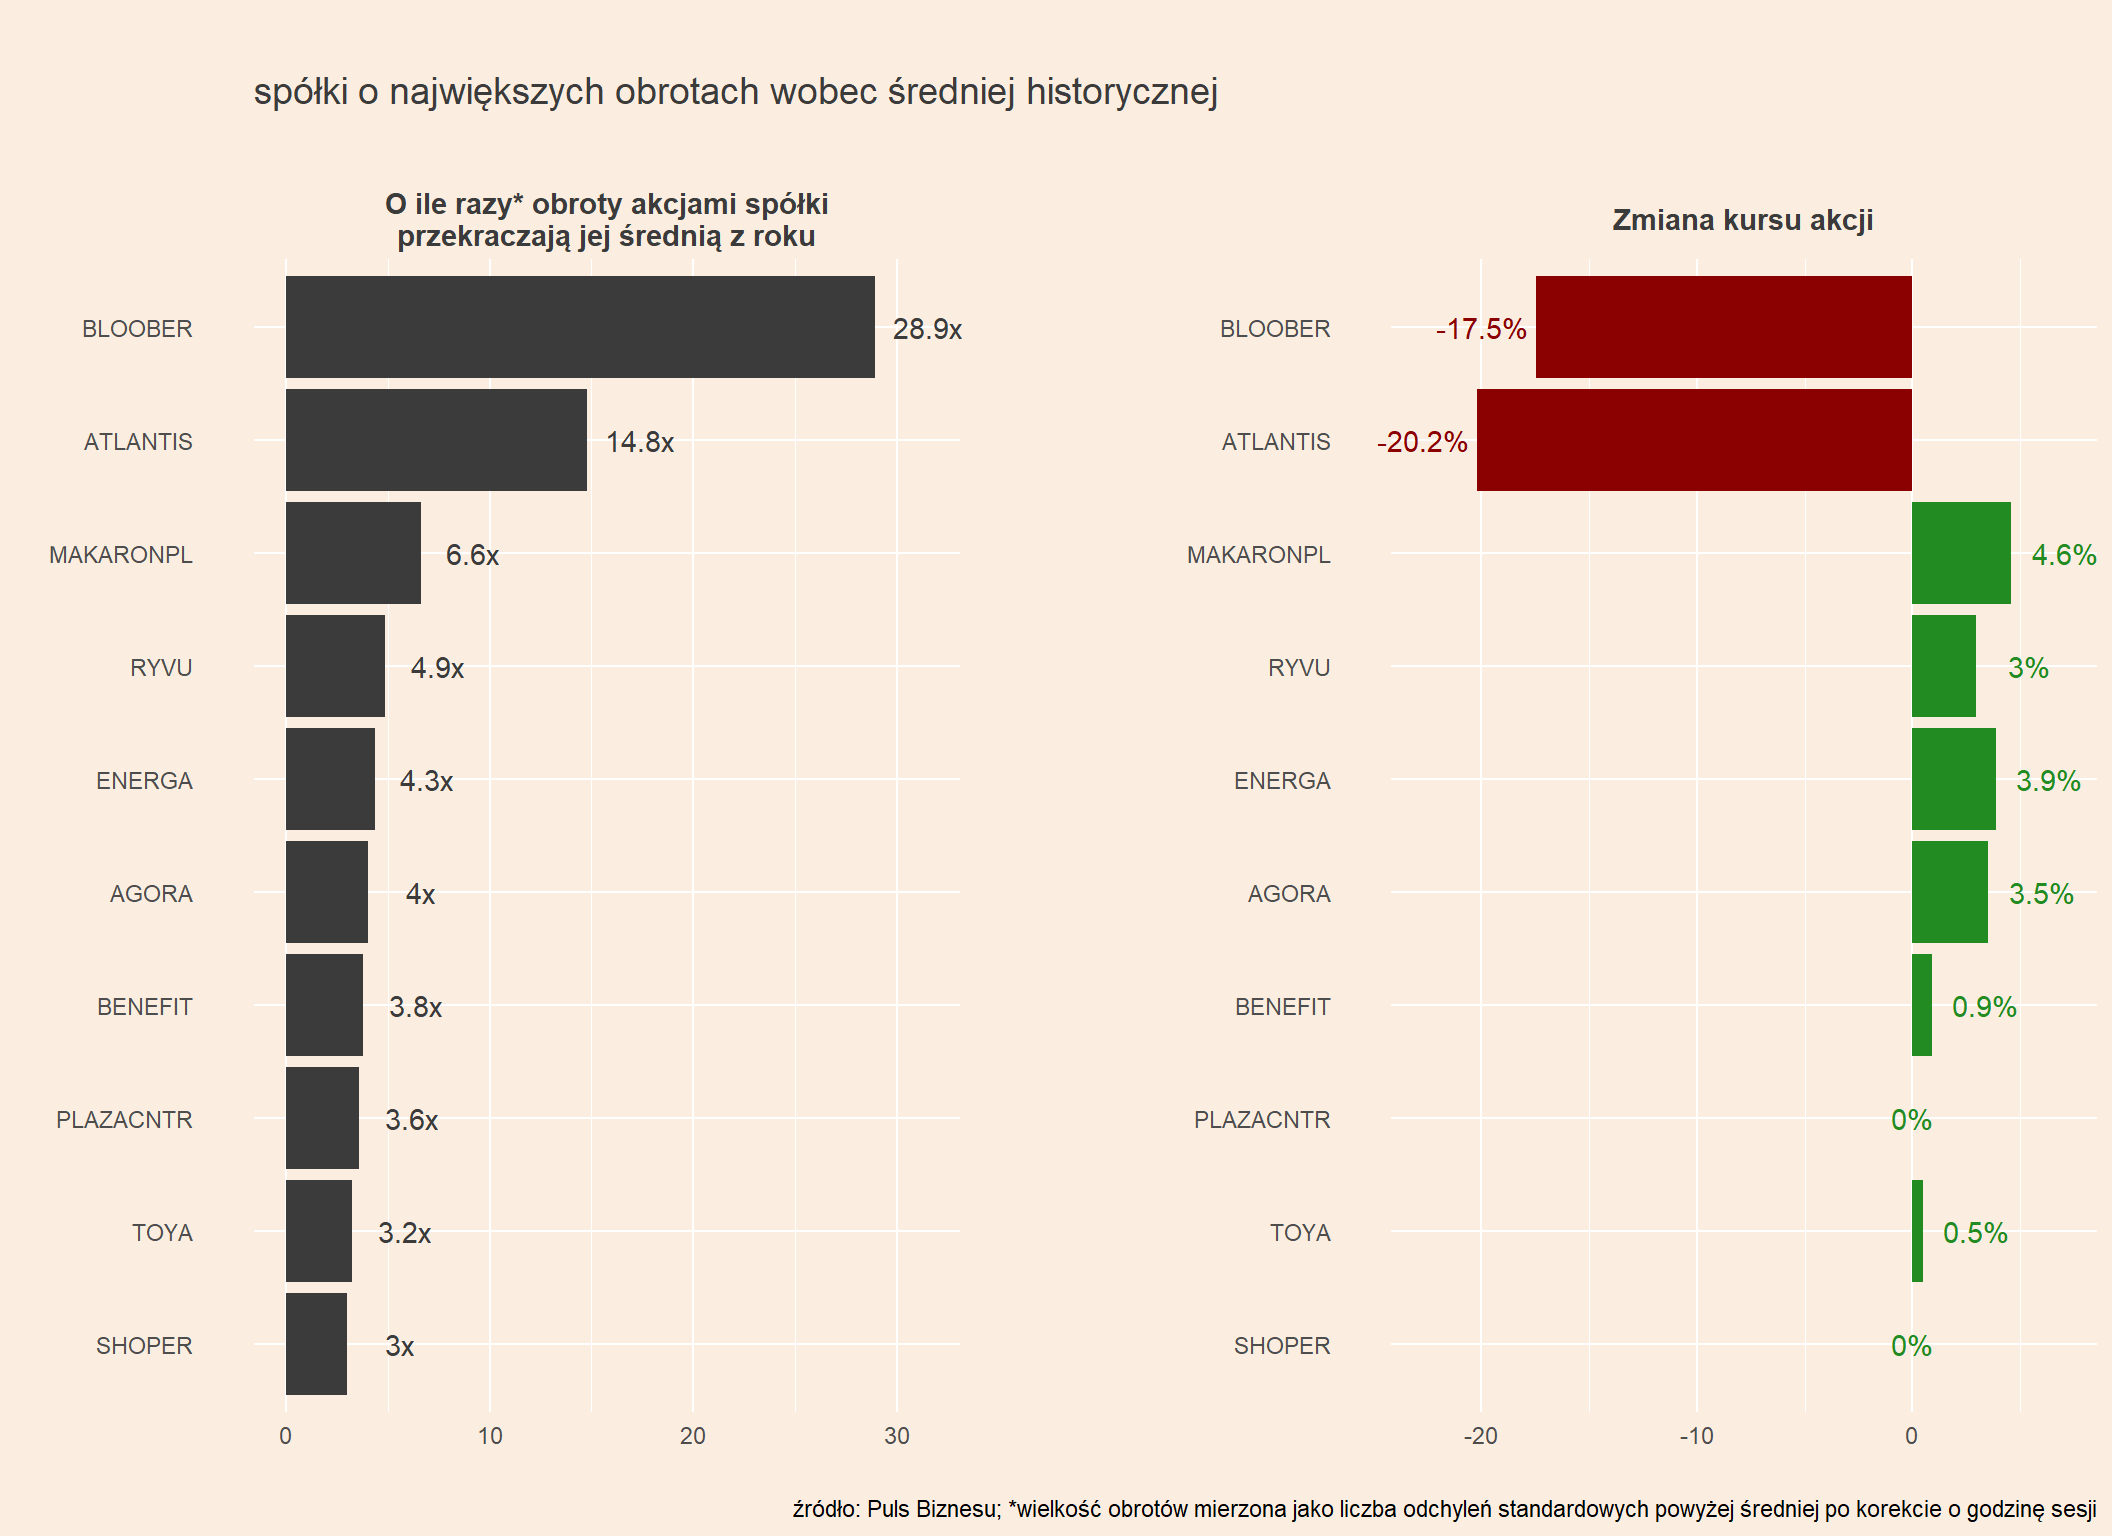 spółki o największych obrotach wobec średniej historycznej
O ile razy* obroty akcjami spółki
przekraczają jej średnią z roku
BLOOBER 28.9x
ATLANTIS 14.8x
MAKARONPL 6.6x
RYVU 4.9x
ENERGA 4.3x
AGORA 4x
BENEFIT 3.8x
PLAZACNTR 3.6x
TOYA 3.2x
SHOPER 3x
0 10 20 30
Zmiana kursu akcji
BLOOBER -17.5%
ATLANTIS -20.2%
MAKARONPL 4.6%
RYVU 3%
ENERGA 3.9%
AGORA 3.5%
BENEFIT 0.9%
PLAZACNTR 0%
TOYA 0.5%
SHOPER 0%
-20 -10 0
źródło: Puls Biznesu; *wielkość obrotów mierzona jako liczba odchyleń standardowych powyżej średniej po korekcie o godzinę sesji